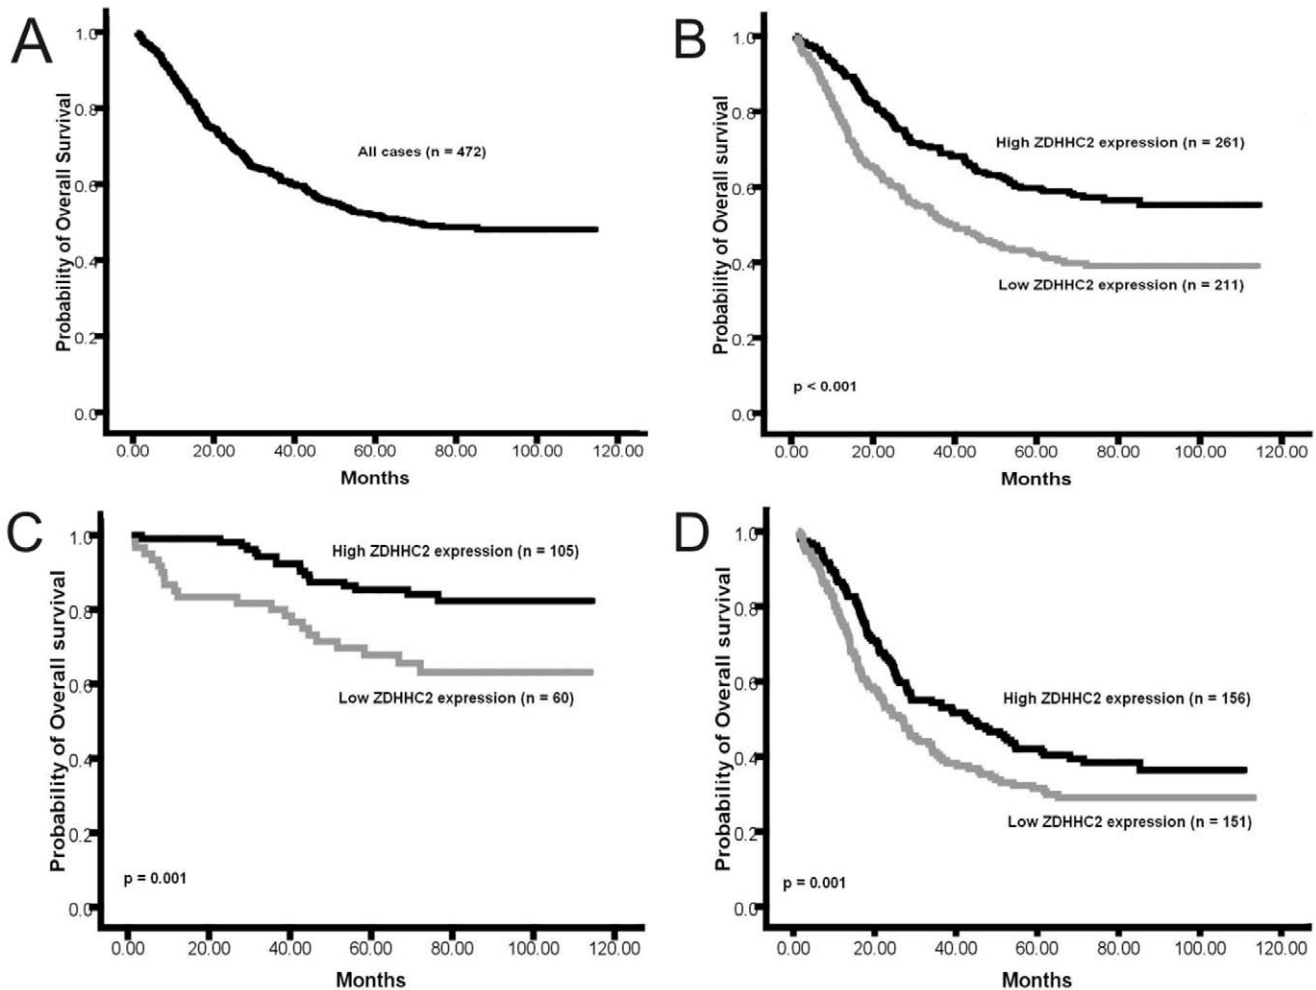 A
Probability of Overall Survival
1.0
0.8
0.6
0.4
0.2
0.0
All cases (n = 472)
0.00 20.00 40.00 60.00 80.00 100.00 120.00
Months
B
Probability of Overall survival
1.0
0.8
0.6
0.4
0.2
0.0
High ZDHHC2 expression (n = 261)
Low ZDHHC2 expression (n = 211)
p < 0.001
0.00 20.00 40.00 60.00 80.00 100.00 120.00
Months
C
Probability of Overall survival
1.0
0.8
0.6
0.4
0.2
0.0
High ZDHHC2 expression (n = 105)
Low ZDHHC2 expression (n = 60)
p = 0.001
0.00 20.00 40.00 60.00 80.00 100.00 120.00
Months
D
Probability of Overall survival
1.0
0.8
0.6
0.4
0.2
0.0
High ZDHHC2 expression (n = 156)
Low ZDHHC2 expression (n = 151)
p = 0.001
0.00 20.00 40.00 60.00 80.00 100.00 120.00
Months